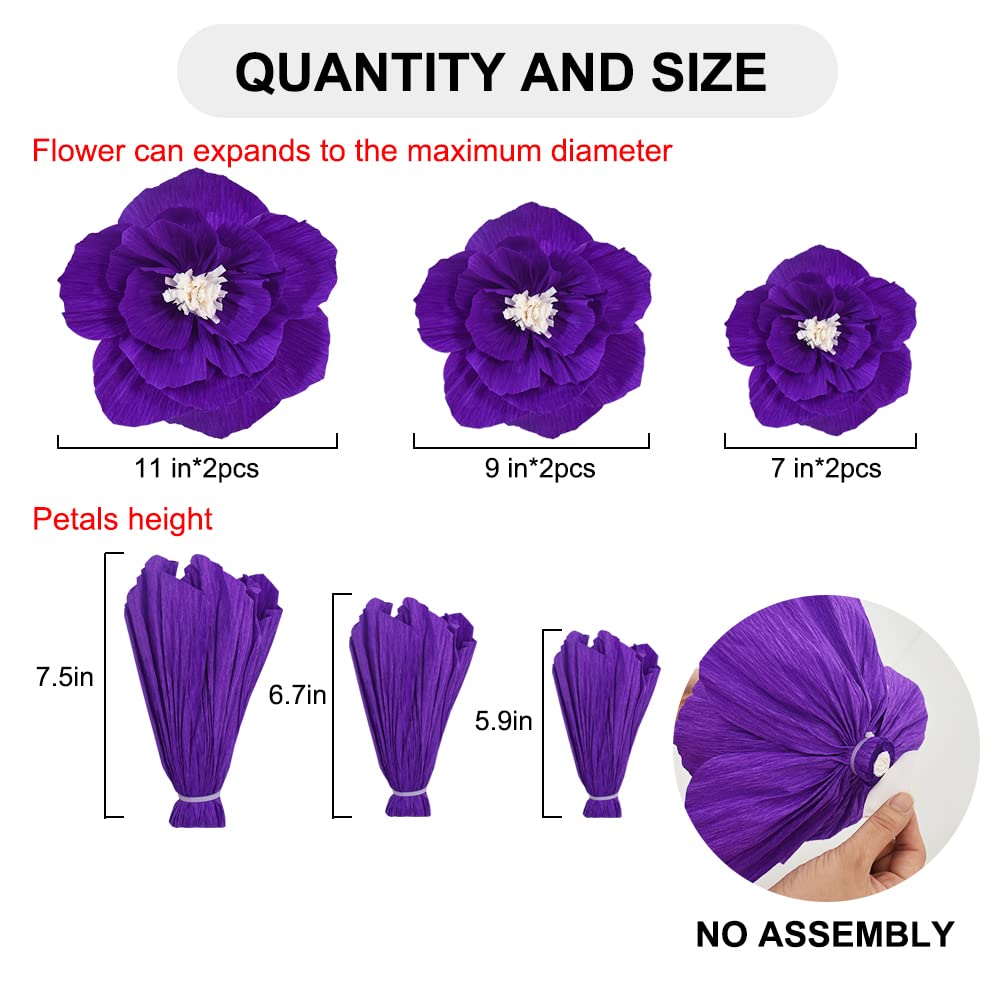 QUANTITY AND SIZE
Flower can expands to the maximum diameter
11 in*2pcs
9 in*2pcs
7 in*2pcs
Petals height
7.5in
6.7in
5.9in
NO ASSEMBLY